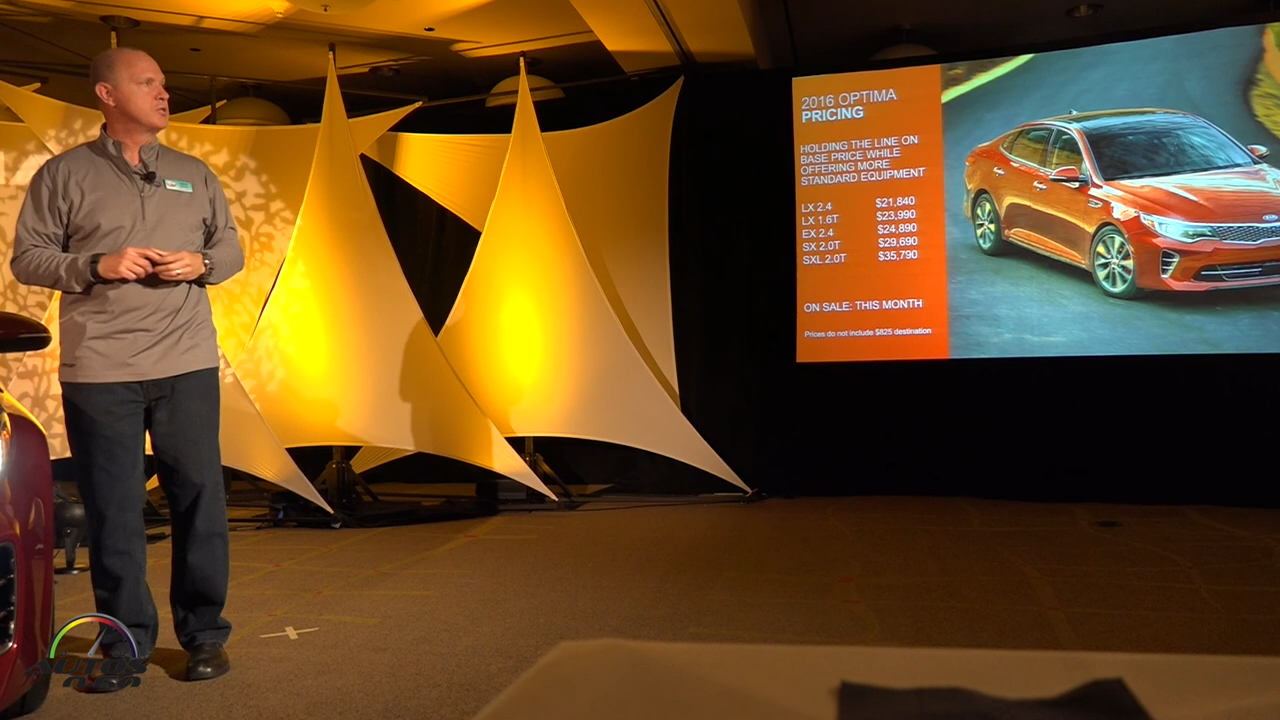 2016 OPTIMA
PRICING
HOLDING THE LINE ON
BASE PRICE WHILE
OFFERING MORE
STANDARD EQUIPMENT
LX 2.4 $21,840
LX 1.6T $23,990
EX 2.4 $24,890
SX 2.0T $29,690
SXL 2.0T $35,790
ON SALE: THIS MONTH
Prices do not include $825 destination
KIA
AUTOS